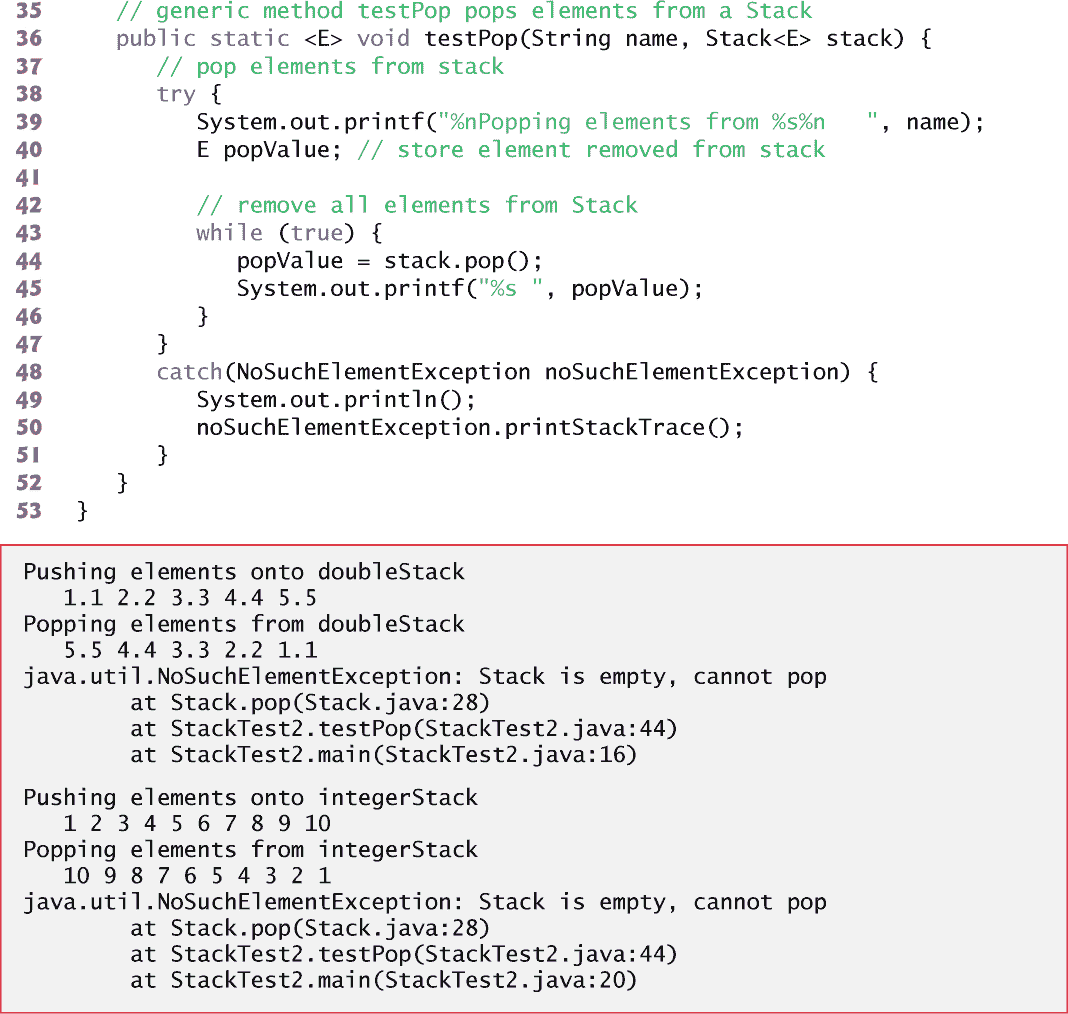 35      // generic method testPop pops elements from a Stack
36      public static <E> void testPop(String name, Stack<E> stack) {
37         // pop elements from stack
38         try {
39            System.out.printf("%nPopping elements from %s%n   ", name);
40            E popValue; // store element removed from stack
41
42            // remove all elements from Stack
43            while (true) {
44               popValue = stack.pop();
45               System.out.printf("%s ", popValue);
46            }
47         }
48         catch(NoSuchElementException noSuchElementException) {
49            System.out.println();
50            noSuchElementException.printStackTrace();
51         }
52      }
53   }
Pushing elements onto doubleStack
   1.1 2.2 3.3 4.4 5.5
Popping elements from doubleStack
   5.5 4.4 3.3 2.2 1.1
java.util.NoSuchElementException: Stack is empty, cannot pop
        at Stack.pop(Stack.java:28)
        at StackTest2.testPop(StackTest2.java:44)
        at StackTest2.main(StackTest2.java:16)
Pushing elements onto integerStack
   1 2 3 4 5 6 7 8 9 10
Popping elements from integerStack
   10 9 8 7 6 5 4 3 2 1
java.util.NoSuchElementException: Stack is empty, cannot pop
        at Stack.pop(Stack.java:28)
        at StackTest2.testPop(StackTest2.java:44)
        at StackTest2.main(StackTest2.java:20)